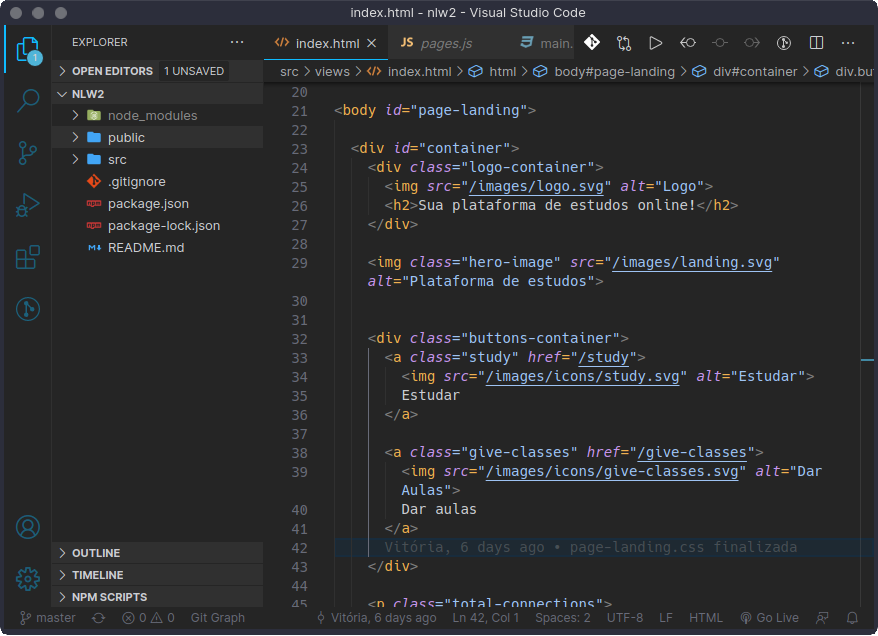 index.html - nlw2 - Visual Studio Code
EXPLORER
index.html
JS pages.js
main.
1
OPEN EDITORS 1 UNSAVED
src > views > index.html > html > body#page-landing > div#container > div.bu
NLW2
node_modules
public
src
.gitignore
package.json
package-lock.json
README.md
20
21 <body id="page-landing">
22
23 <div id="container">
24 <div class="logo-container">
25 <img src="/images/logo.svg" alt="Logo">
26 <h2>Sua plataforma de estudos online!</h2>
27 </div>
28
29 <img class="hero-image" src="/images/landing.svg"
alt="Plataforma de estudos">
30
31
32 <div class="buttons-container">
33 <a class="study" href="/study">
34 <img src="/images/icons/study.svg" alt="Estudar">
35 Estudar
36 </a>
37
38 <a class="give-classes" href="/give-classes">
39 <img src="/images/icons/give-classes.svg" alt="Dar
Aulas">
40 Dar aulas
41 </a>
42 Vitória, 6 days ago • page-landing.css finalizada
43 </div>
44
45 <p class="total-connections">
OUTLINE
TIMELINE
NPM SCRIPTS
master 0 0 Git Graph Vitória, 6 days ago Ln 42, Col 1 Spaces: 2 UTF-8 LF HTML Go Live